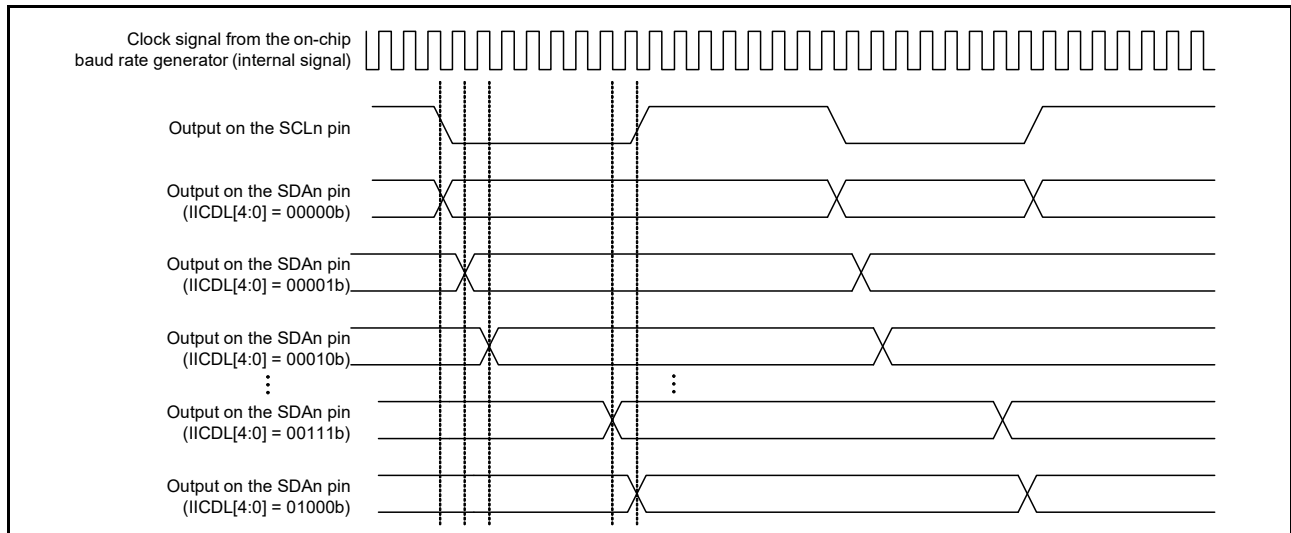 Clock signal from the on-chip
baud rate generator (internal signal)
Output on the SCLn pin
Output on the SDAn pin
(IICDL[4:0] = 00000b)
Output on the SDAn pin
(IICDL[4:0] = 00001b)
Output on the SDAn pin
(IICDL[4:0] = 00010b)
Output on the SDAn pin
(IICDL[4:0] = 00111b)
Output on the SDAn pin
(IICDL[4:0] = 01000b)